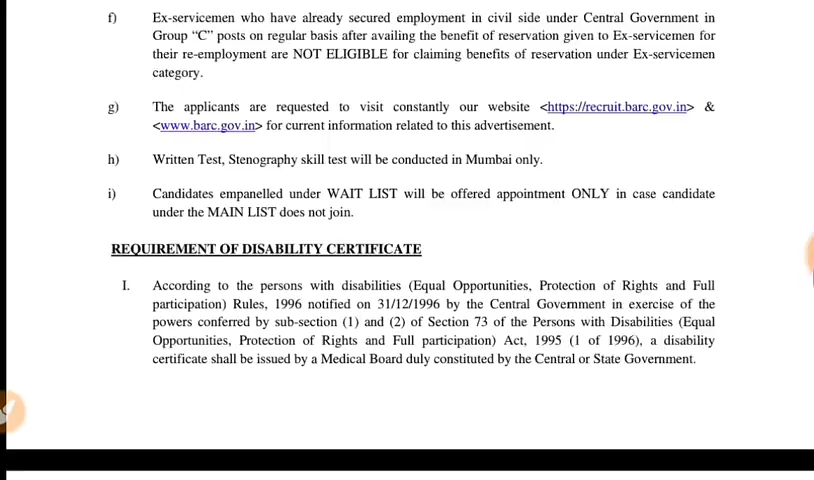 f) Ex-servicemen who have already secured employment in civil side under Central Government in
Group “C” posts on regular basis after availing the benefit of reservation given to Ex-servicemen for
their re-employment are NOT ELIGIBLE for claiming benefits of reservation under Ex-servicemen
category.
g) The applicants are requested to visit constantly our website <https://recruit.barc.gov.in> &
<www.barc.gov.in> for current information related to this advertisement.
h) Written Test, Stenography skill test will be conducted in Mumbai only.
i) Candidates empanelled under WAIT LIST will be offered appointment ONLY in case candidate
under the MAIN LIST does not join.
REQUIREMENT OF DISABILITY CERTIFICATE
I. According to the persons with disabilities (Equal Opportunities, Protection of Rights and Full
participation) Rules, 1996 notified on 31/12/1996 by the Central Government in exercise of the
powers conferred by sub-section (1) and (2) of Section 73 of the Persons with Disabilities (Equal
Opportunities, Protection of Rights and Full participation) Act, 1995 (1 of 1996), a disability
certificate shall be issued by a Medical Board duly constituted by the Central or State Government.